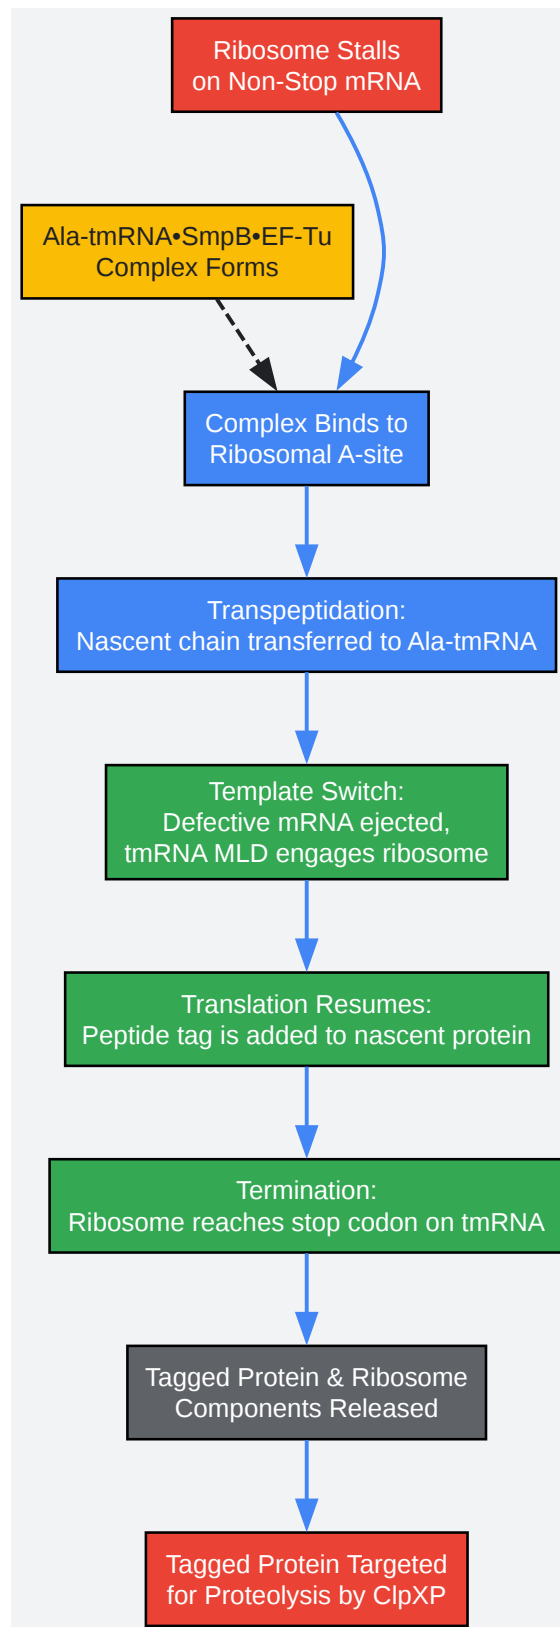 Ribosome Stalls
on Non-Stop mRNA
Ala-tmRNA•SmpB•EF-Tu
Complex Forms
Complex Binds to
Ribosomal A-site
Transpeptidation:
Nascent chain transferred to Ala-tmRNA
Template Switch:
Defective mRNA ejected,
tmRNA MLD engages ribosome
Translation Resumes:
Peptide tag is added to nascent protein
Termination:
Ribosome reaches stop codon on tmRNA
Tagged Protein & Ribosome
Components Released
Tagged Protein Targeted
for Proteolysis by ClpXP